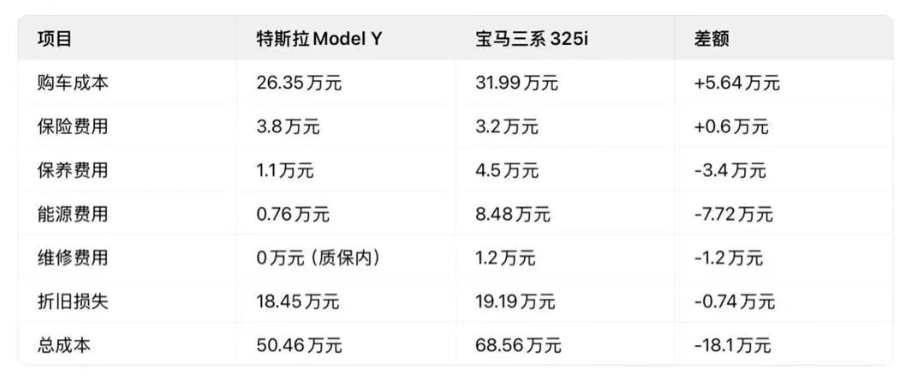 项目 特斯拉Model Y 宝马三系325i 差额
购车成本 26.35万元 31.99万元 +5.64万元
保险费用 3.8万元 3.2万元 +0.6万元
保养费用 1.1万元 4.5万元 -3.4万元
能源费用 0.76万元 8.48万元 -7.72万元
维修费用 0万元（质保内） 1.2万元 -1.2万元
折旧损失 18.45万元 19.19万元 -0.74万元
总成本 50.46万元 68.56万元 -18.1万元